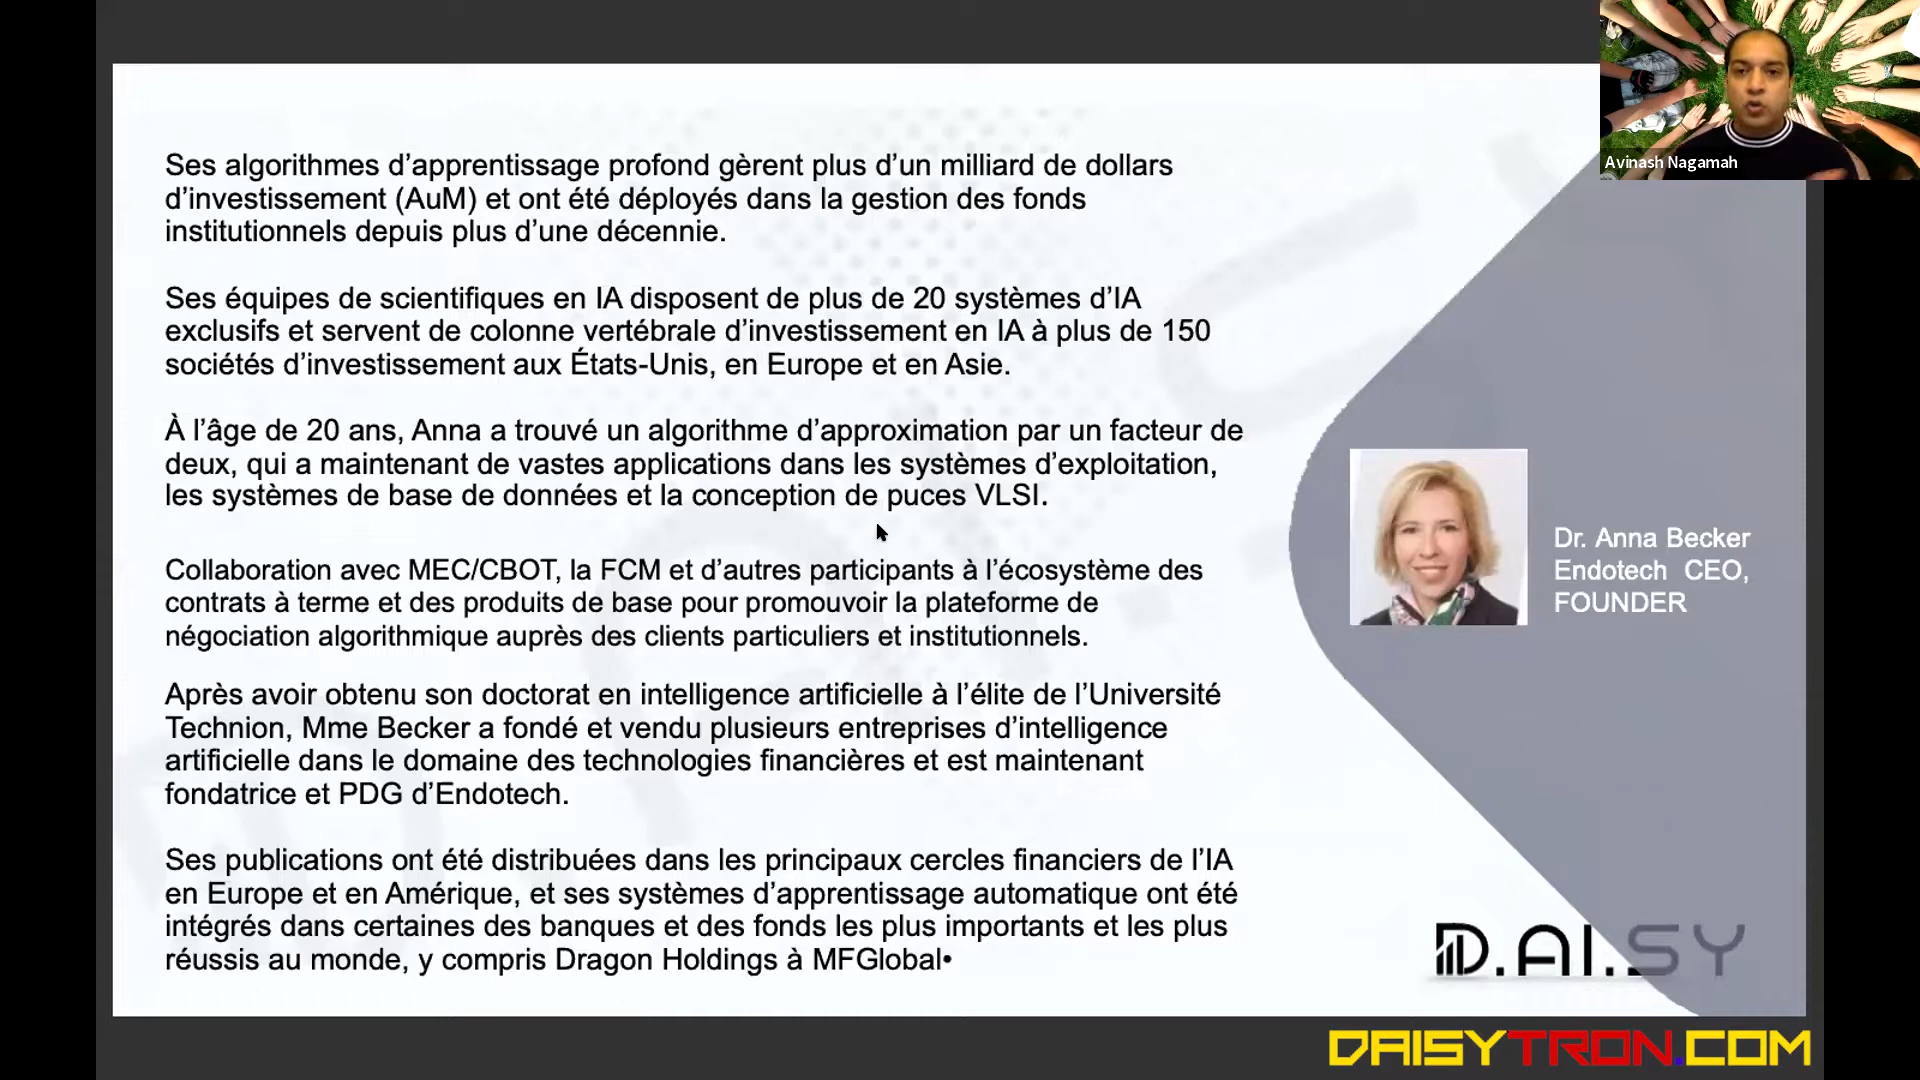 Avinash Nagamah
Ses algorithmes d’apprentissage profond gèrent plus d’un milliard de dollars
d’investissement (AuM) et ont été déployés dans la gestion des fonds
institutionnels depuis plus d’une décennie.
Ses équipes de scientifiques en IA disposent de plus de 20 systèmes d’IA
exclusifs et servent de colonne vertébrale d’investissement en IA à plus de 150
sociétés d’investissement aux États-Unis, en Europe et en Asie.
À l’âge de 20 ans, Anna a trouvé un algorithme d’approximation par un facteur de
deux, qui a maintenant de vastes applications dans les systèmes d’exploitation,
les systèmes de base de données et la conception de puces VLSI.
Collaboration avec MEC/CBOT, la FCM et d’autres participants à l’écosystème des
contrats à terme et des produits de base pour promouvoir la plateforme de
négociation algorithmique auprès des clients particuliers et institutionnels.
Après avoir obtenu son doctorat en intelligence artificielle à l’élite de l’Université
Technion, Mme Becker a fondé et vendu plusieurs entreprises d’intelligence
artificielle dans le domaine des technologies financières et est maintenant
fondatrice et PDG d’Endotech.
Ses publications ont été distribuées dans les principaux cercles financiers de l’IA
en Europe et en Amérique, et ses systèmes d’apprentissage automatique ont été
intégrés dans certaines des banques et des fonds les plus importants et les plus
réussis au monde, y compris Dragon Holdings à MFGlobal•
Dr. Anna Becker
Endotech CEO,
FOUNDER
D.AI.SY
DAISYTRON.COM